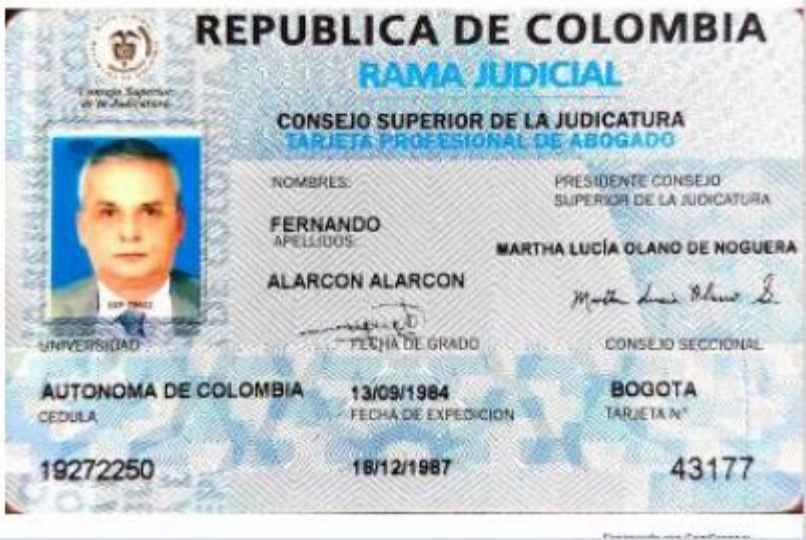 REPUBLICA DE COLOMBIA
RAMA JUDICIAL
Consejo Superior
de la Judicatura
CONSEJO SUPERIOR DE LA JUDICATURA
TARJETA PROFESIONAL DE ABOGADO
NOMBRES:
PRESIDENTE CONSEJO
SUPERIOR DE LA JUDICATURA
FERNANDO
APELLIDOS:
MARTHA LUCÍA OLANO DE NOGUERA
ALARCON ALARCON
UNIVERSIDAD
FECHA DE GRADO
CONSEJO SECCIONAL
AUTONOMA DE COLOMBIA
13/09/1984
BOGOTA
CEDULA
FECHA DE EXPEDICION
TARJETA N°
19272250
18/12/1987
43177